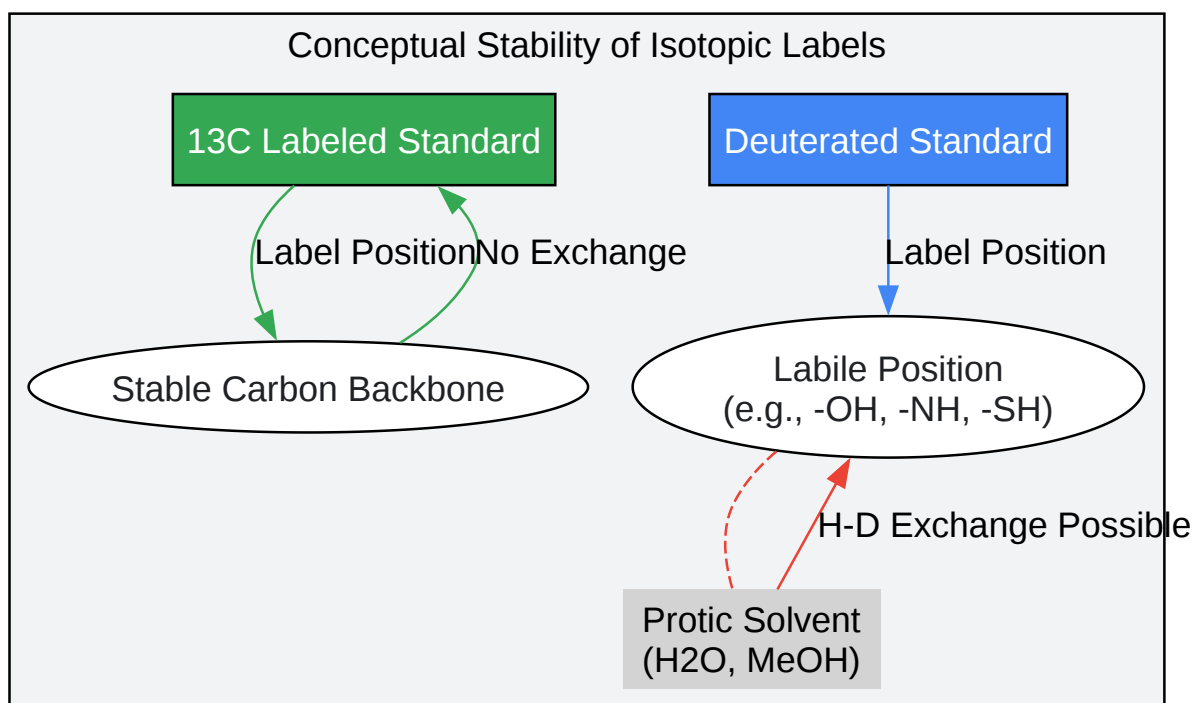 Conceptual Stability of Isotopic Labels
13C Labeled Standard
Deuterated Standard
Label Position
No Exchange
Label Position
Stable Carbon Backbone
Labile Position
(e.g., -OH, -NH, -SH)
H-D Exchange Possible
Protic Solvent
(H2O, MeOH)